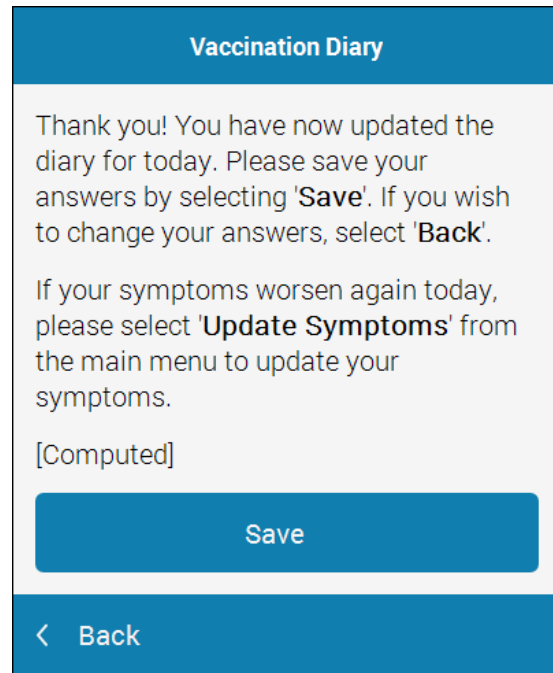 Vaccination Diary
Thank you! You have now updated the
diary for today. Please save your
answers by selecting 'Save'. If you wish
to change your answers, select 'Back'.
If your symptoms worsen again today,
please select 'Update Symptoms' from
the main menu to update your
symptoms.
[Computed]
Save
Back